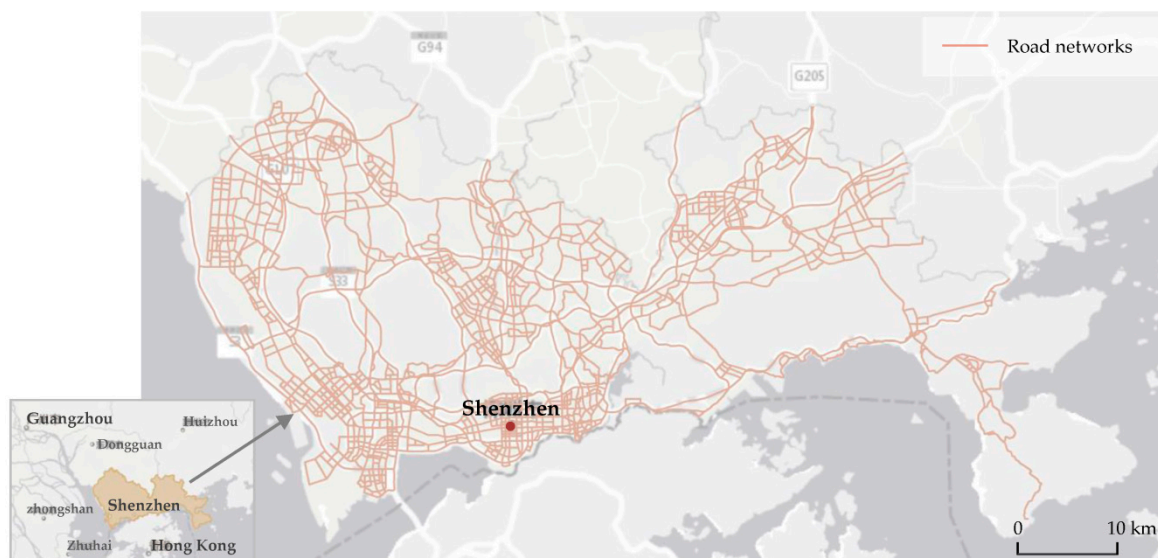 G94
Road networks
G205
S33
Shenzhen
Guangzhou
Huizhou
Dongguan
Shenzhen
zhongshan
Zhuhai
Hong Kong
0 10 km